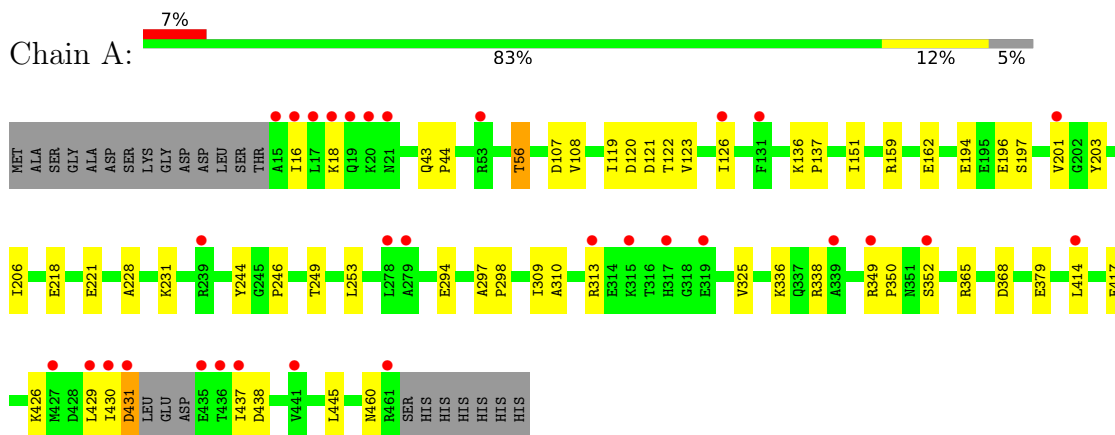 7%
Chain A:
83% 12% 5%
MET ALA SER GLY ALA ASP SER LYS GLY ASP ASP LEU SER THR A15 I16 L17 K18 Q19 K20 N21 Q43 P44 R53 T56 D107 V108 I119 D120 D121 T122 V123 I126 F131 K136 P137 I151 R159 E162 E194 E195 E196 S197 V201 G202 Y203
I206 E218 E221 A228 K231 R239 Y244 G245 P246 T249 L253 L278 A279 E294 A297 P298 I309 A310 R313 E314 K315 T316 H317 G318 E319 V325 K336 Q337 R338 A339 R349 P350 N351 S352 R365 D368 E379 L414
K426 M427 D428 L429 I430 D431 LEU GLU ASP E435 T436 I437 D438 V441 L445 N460 R461 SER HIS HIS HIS HIS HIS HIS